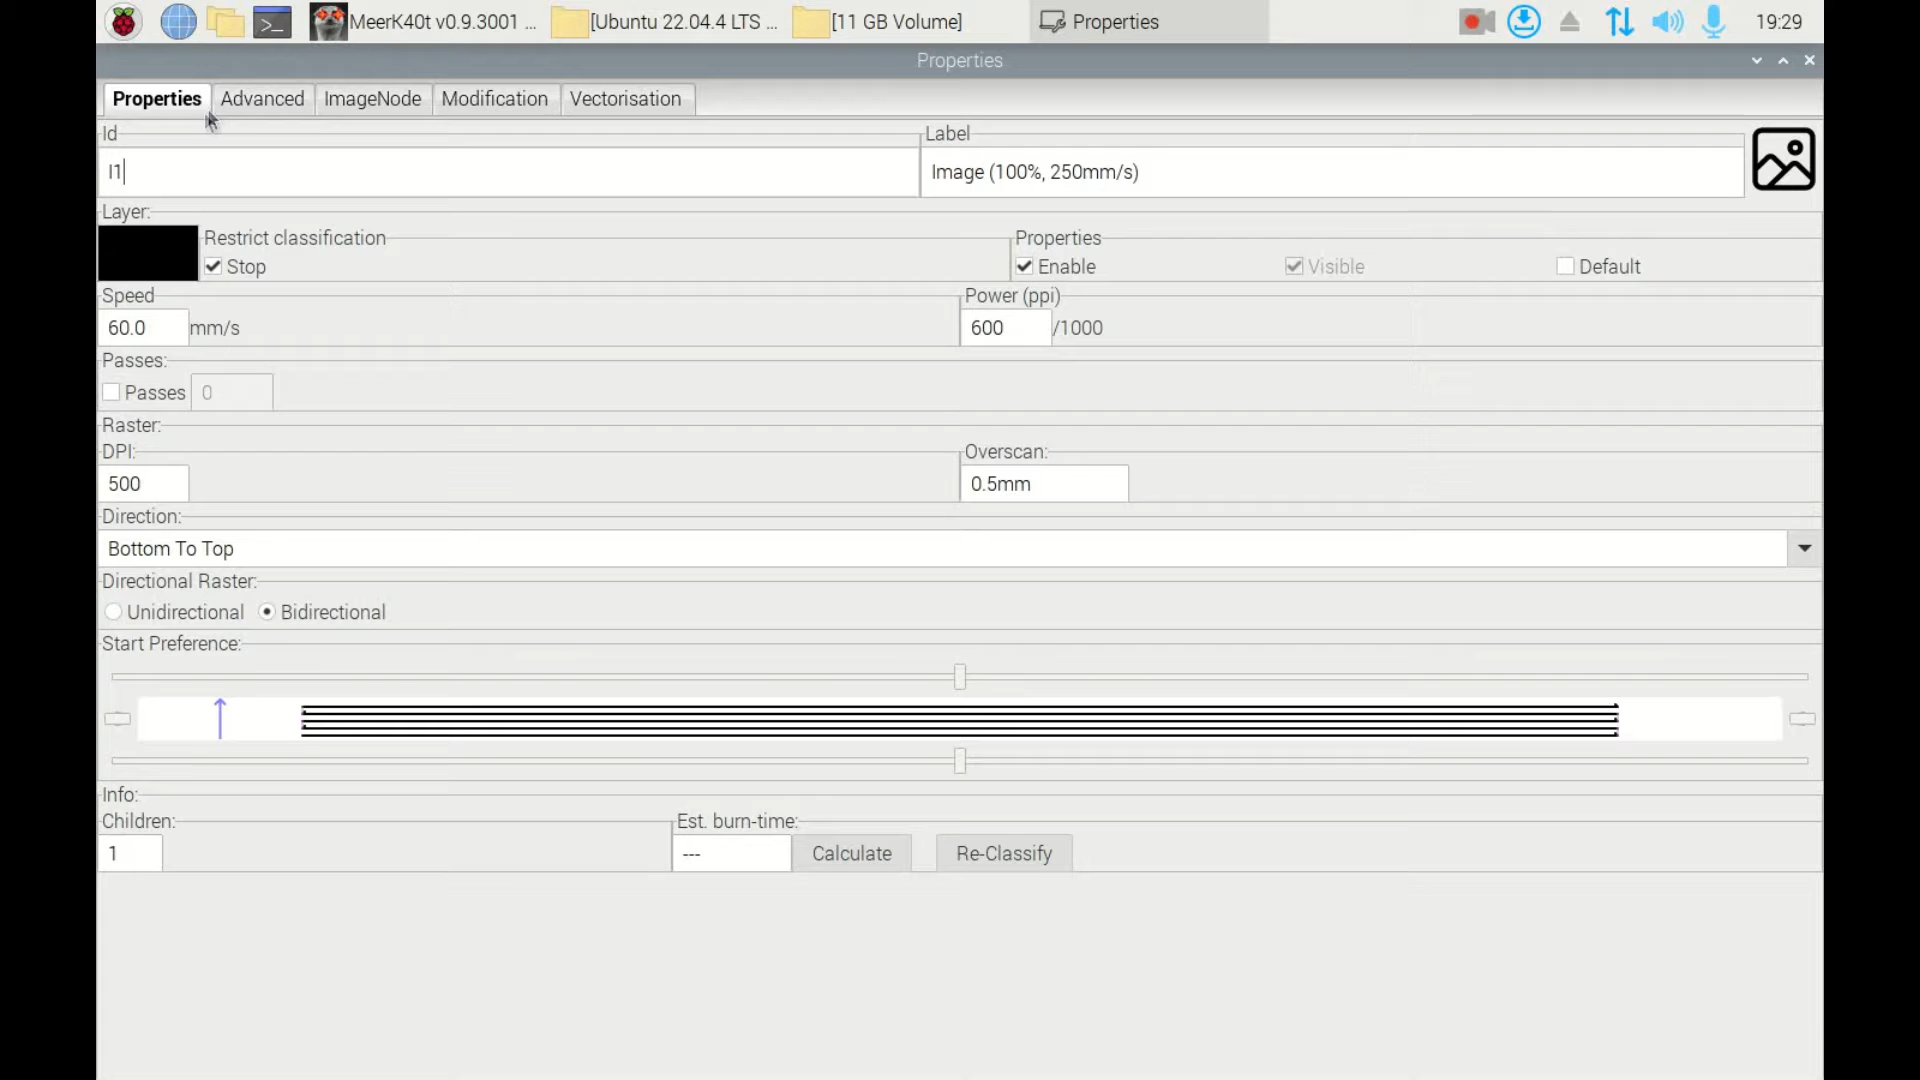 MeerK40t v0.9.3001 ... [Ubuntu 22.04.4 LTS ... [11 GB Volume] Properties 19:29
Properties
Properties Advanced ImageNode Modification Vectorisation
Id Label
I1 Image (100%, 250mm/s)
Layer:
Restrict classification Properties
Stop Enable Visible Default
Speed Power (ppi)
60.0 mm/s 600 /1000
Passes:
Passes 0
Raster:
DPI: Overscan:
500 0.5mm
Direction:
Bottom To Top
Directional Raster:
Unidirectional Bidirectional
Start Preference:
Info:
Children: Est. burn-time:
1 --- Calculate Re-Classify